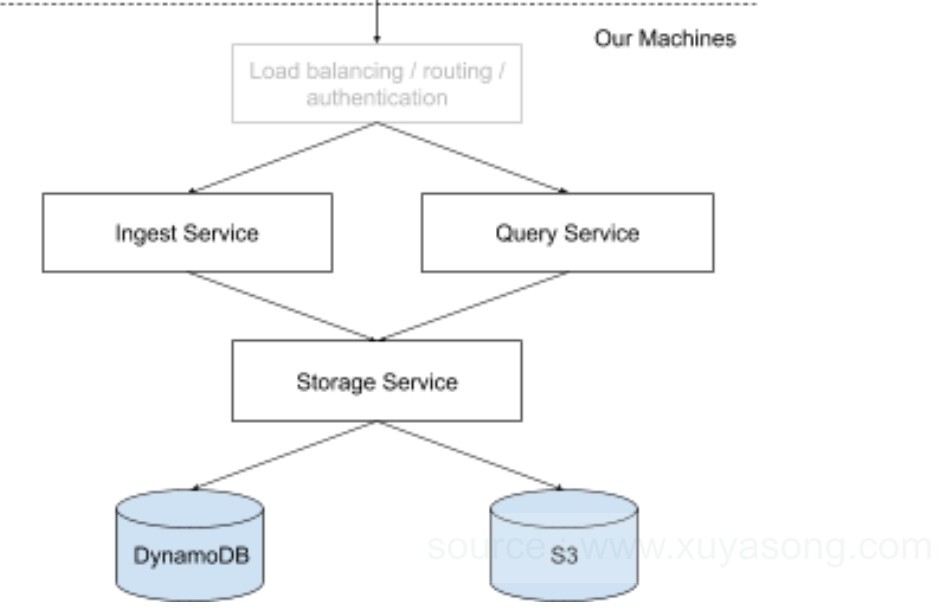 Our Machines
Load balancing / routing /
authentication
Ingest Service
Query Service
Storage Service
DynamoDB
S3
source : www.xuyasong.com